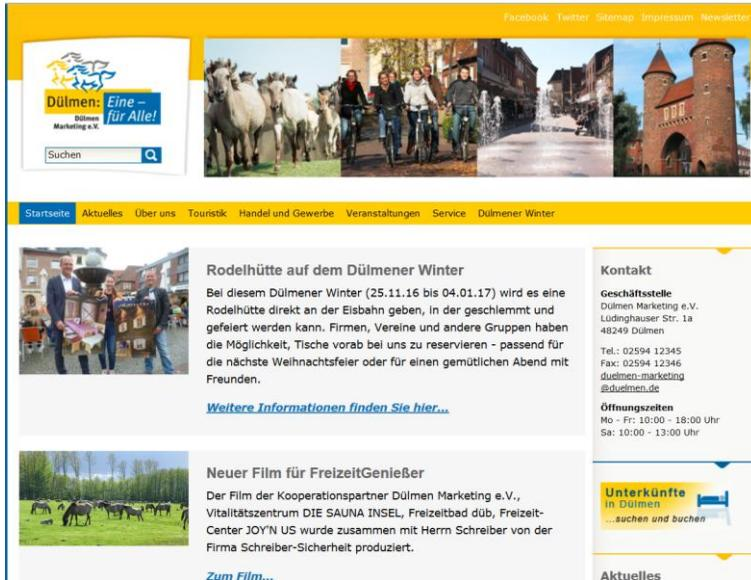 Facebook Twitter Sitemap Impressum Newsletter
Dülmen: Eine –
für Alle!
Dülmen
Marketing e.V.
Suchen
Startseite Aktuelles Über uns Touristik Handel und Gewerbe Veranstaltungen Service Dülmener Winter
Rodelhütte auf dem Dülmener Winter
Bei diesem Dülmener Winter (25.11.16 bis 04.01.17) wird es eine
Rodelhütte direkt an der Eisbahn geben, in der geschlemmt und
gefeiert werden kann. Firmen, Vereine und andere Gruppen haben
die Möglichkeit, Tische vorab bei uns zu reservieren - passend für
die nächste Weihnachtsfeier oder für einen gemütlichen Abend mit
Freunden.
Weitere Informationen finden Sie hier...
Neuer Film für FreizeitGenießer
Der Film der Kooperationspartner Dülmen Marketing e.V.,
Vitalitätszentrum DIE SAUNA INSEL, Freizeitbad düb, Freizeit-
Center JOY'N US wurde zusammen mit Herrn Schreiber von der
Firma Schreiber-Sicherheit produziert.
Zum Film...
Kontakt
Geschäftsstelle
Dülmen Marketing e.V.
Lüdinghauser Str. 1a
48249 Dülmen
Tel.: 02594 12345
Fax: 02594 12346
duelmen-marketing
@duelmen.de
Öffnungszeiten
Mo - Fr: 10:00 - 18:00 Uhr
Sa: 10:00 - 13:00 Uhr
Unterkünfte
in Dülmen
...suchen und buchen
Aktuelles